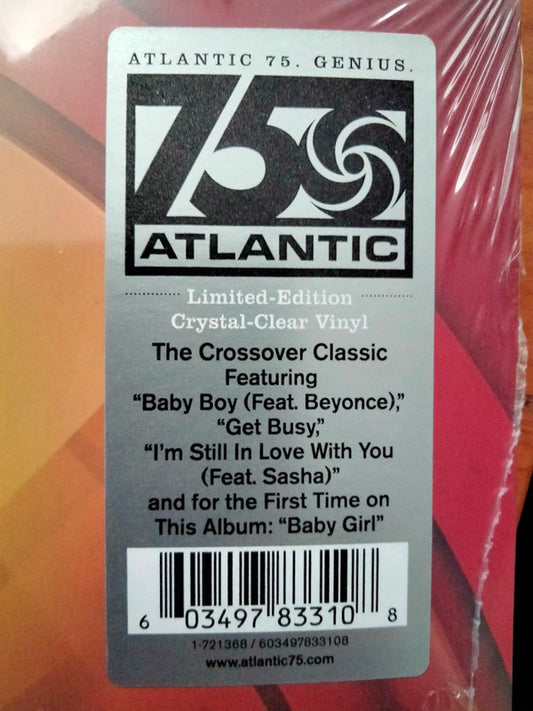 ATLANTIC 75. GENIUS.
75
ATLANTIC
Limited-Edition
Crystal-Clear Vinyl
The Crossover Classic
Featuring
“Baby Boy (Feat. Beyonce),”
“Get Busy,”
“I’m Still In Love With You
(Feat. Sasha)”
and for the First Time on
This Album: “Baby Girl”
6 03497 83310 8
1-721368 / 603497833108
www.atlantic75.com